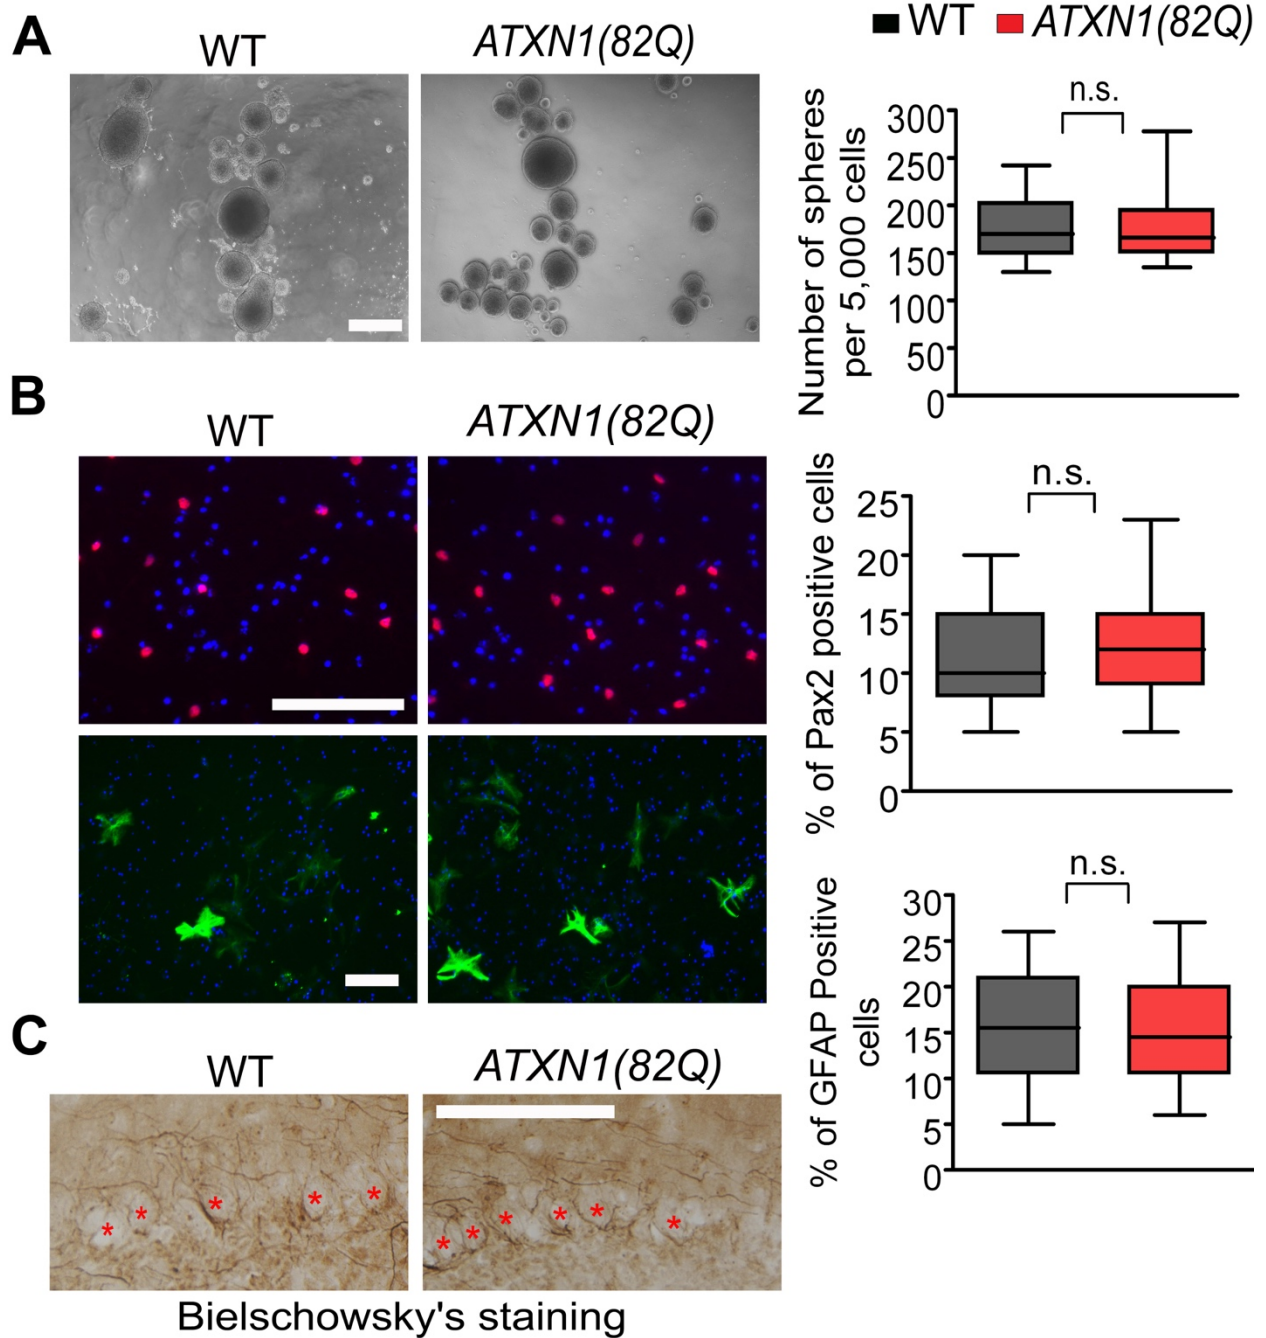 A
WT
ATXN1(82Q)
WT
ATXN1(82Q)
n.s.
Number of spheres
per 5,000 cells
300
250
200
150
100
50
0
B
WT
ATXN1(82Q)
n.s.
% of Pax2 positive cells
25
20
15
10
5
0
n.s.
% of GFAP Positive
cells
30
25
20
15
10
5
0
C
WT
ATXN1(82Q)
* * * * *
* * * * * *
Bielschowsky's staining